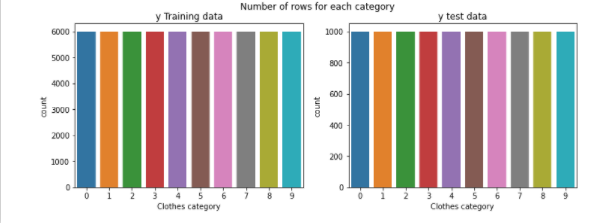 Number of rows for each category
y Training data
6000
5000
4000
3000
2000
1000
0
count
0 1 2 3 4 5 6 7 8 9
Clothes category
y test data
1000
800
600
400
200
0
count
0 1 2 3 4 5 6 7 8 9
Clothes category